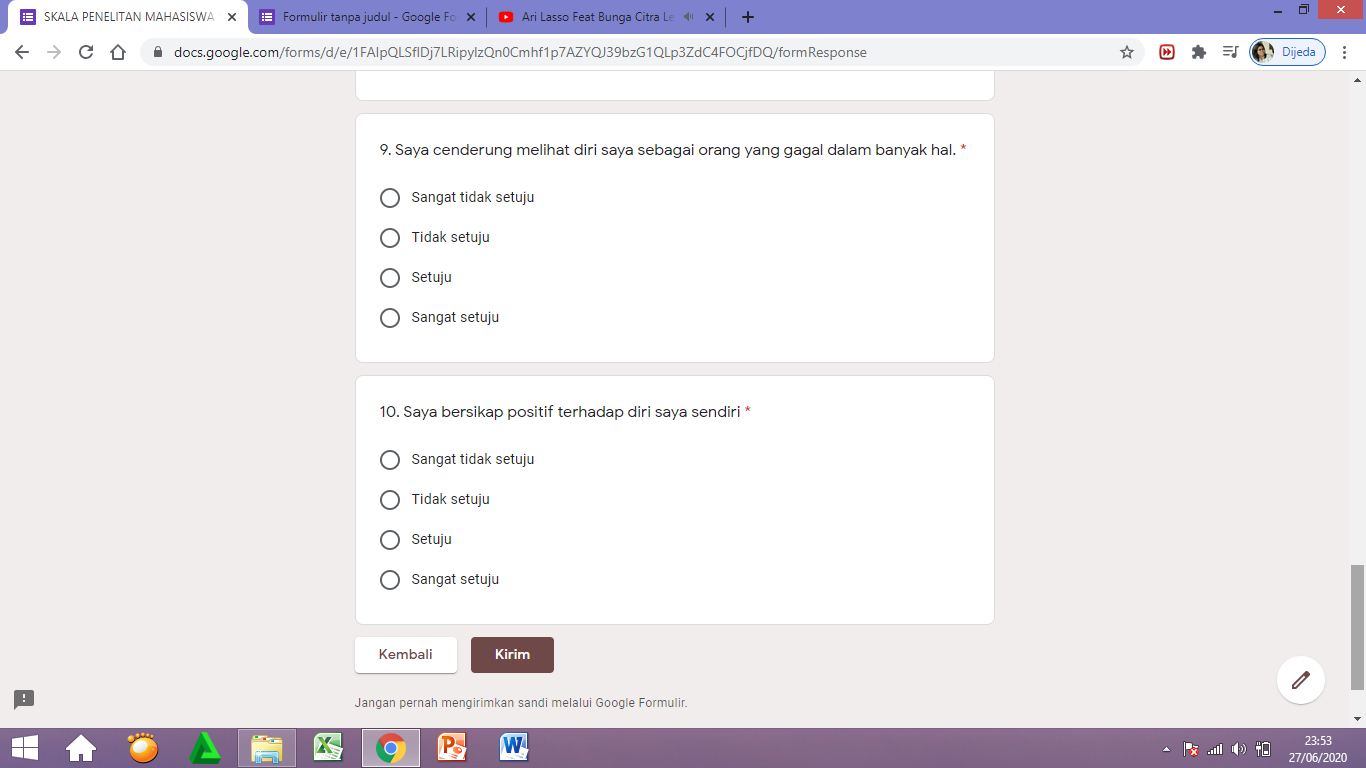 SKALA PENELITAN MAHASISWA
Formulir tanpa judul - Google Fo
Ari Lasso Feat Bunga Citra Le
docs.google.com/forms/d/e/1FAIpQLSfIDj7LRipyIzQn0Cmhf1p7AZYQJ39bzG1QLp3ZdC4FOCjfDQ/formResponse
Dijeda
9. Saya cenderung melihat diri saya sebagai orang yang gagal dalam banyak hal. *
Sangat tidak setuju
Tidak setuju
Setuju
Sangat setuju
10. Saya bersikap positif terhadap diri saya sendiri *
Sangat tidak setuju
Tidak setuju
Setuju
Sangat setuju
Kembali
Kirim
Jangan pernah mengirimkan sandi melalui Google Formulir.
23:53
27/06/2020